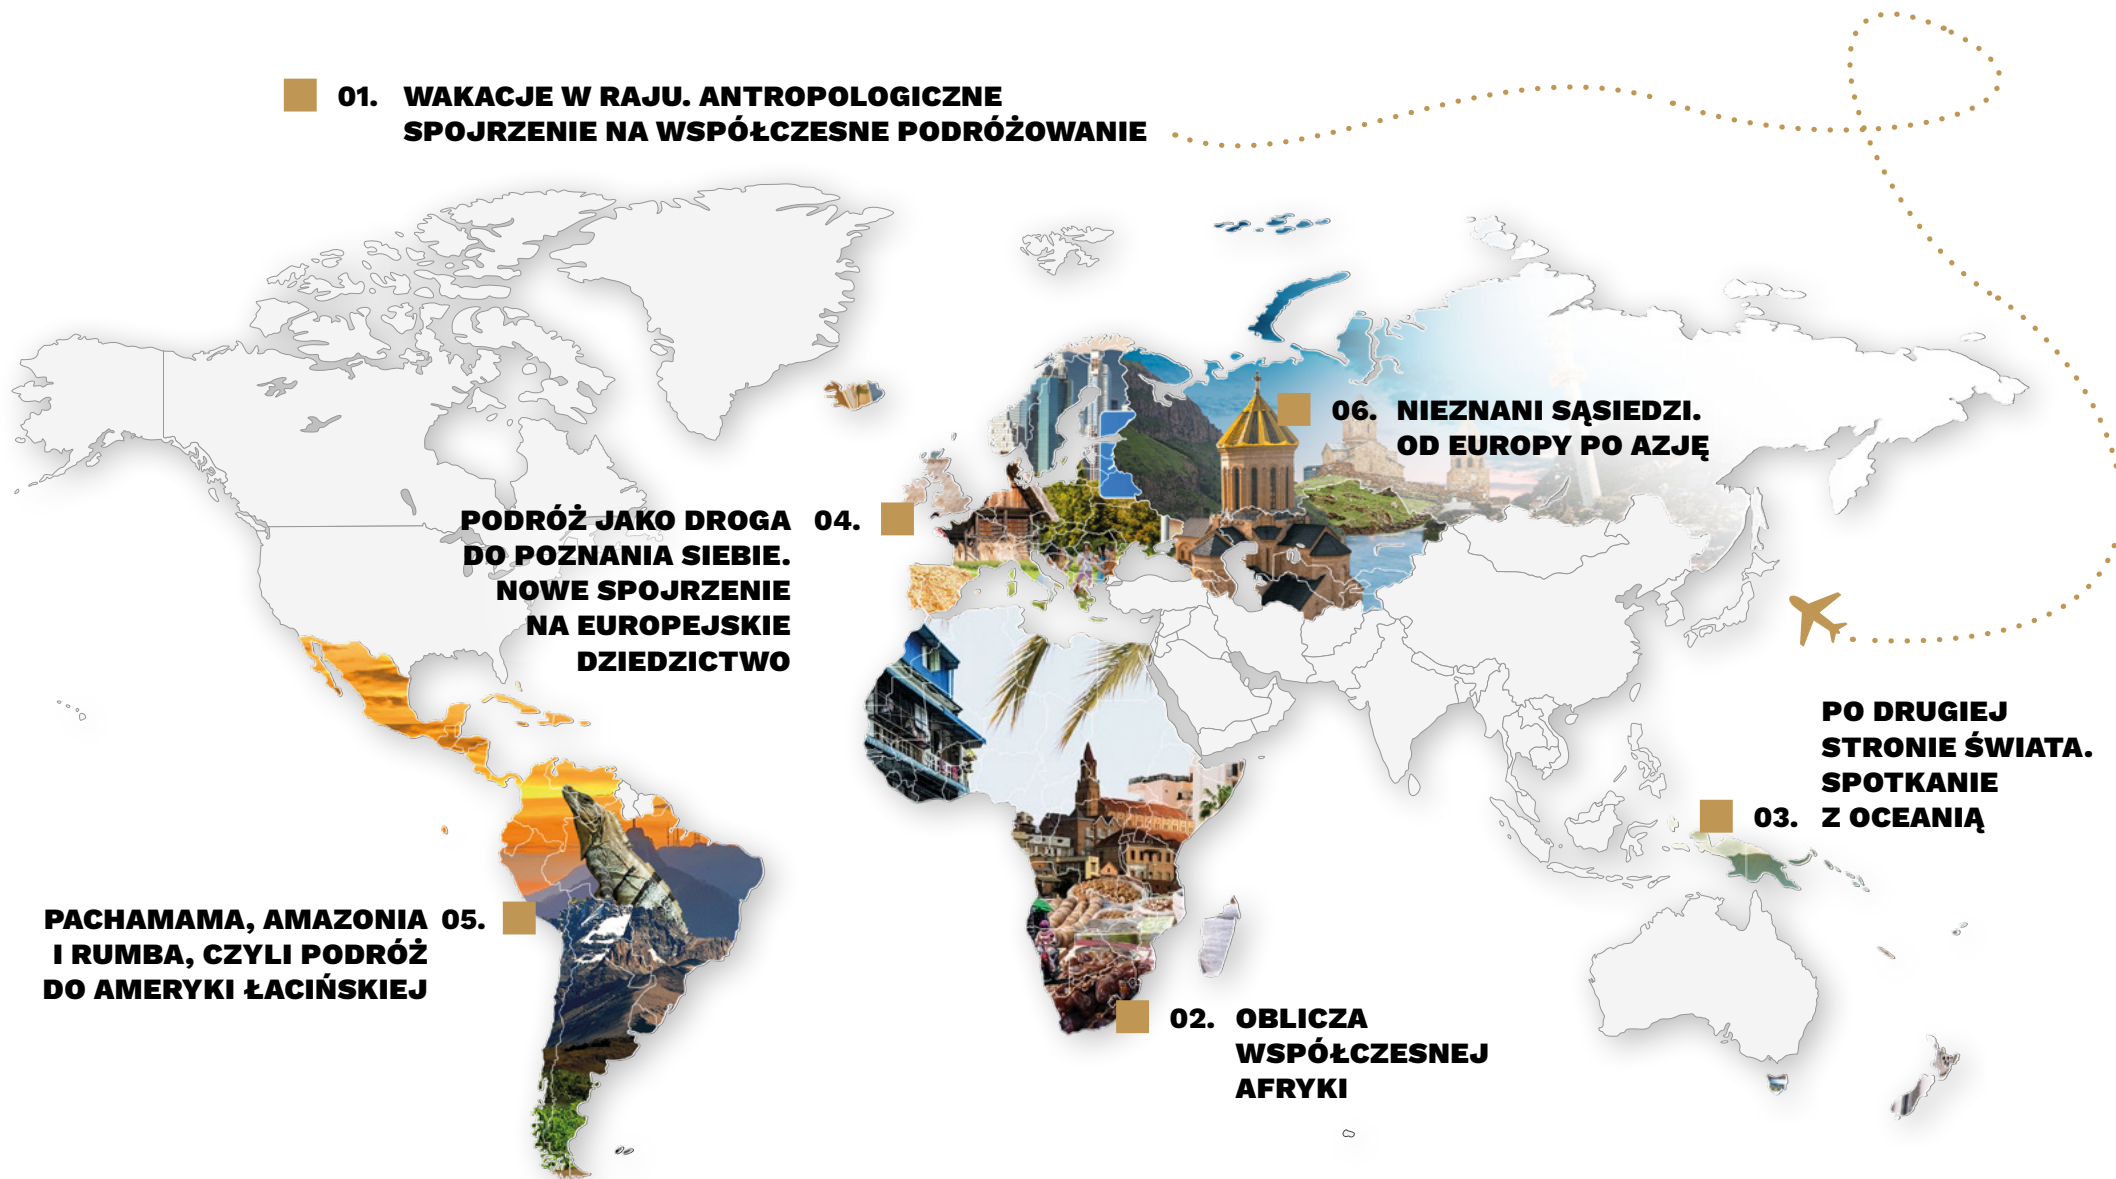 01. WAKACJE W RAJU. ANTROPOLOGICZNE
SPOJRZENIE NA WSPÓŁCZESNE PODRÓŻOWANIE
06. NIEZNANI SĄSIEDZI.
OD EUROPY PO AZJĘ
PODRÓŻ JAKO DROGA 04.
DO POZNANIA SIEBIE.
NOWE SPOJRZENIE
NA EUROPEJSKIE
DZIEDZICTWO
PO DRUGIEJ
STRONIE ŚWIATA.
SPOTKANIE
03. Z OCEANIĄ
PACHAMAMA, AMAZONIA 05.
I RUMBA, CZYLI PODRÓŻ
DO AMERYKI ŁACIŃSKIEJ
02. OBLICZA
WSPÓŁCZESNEJ
AFRYKI